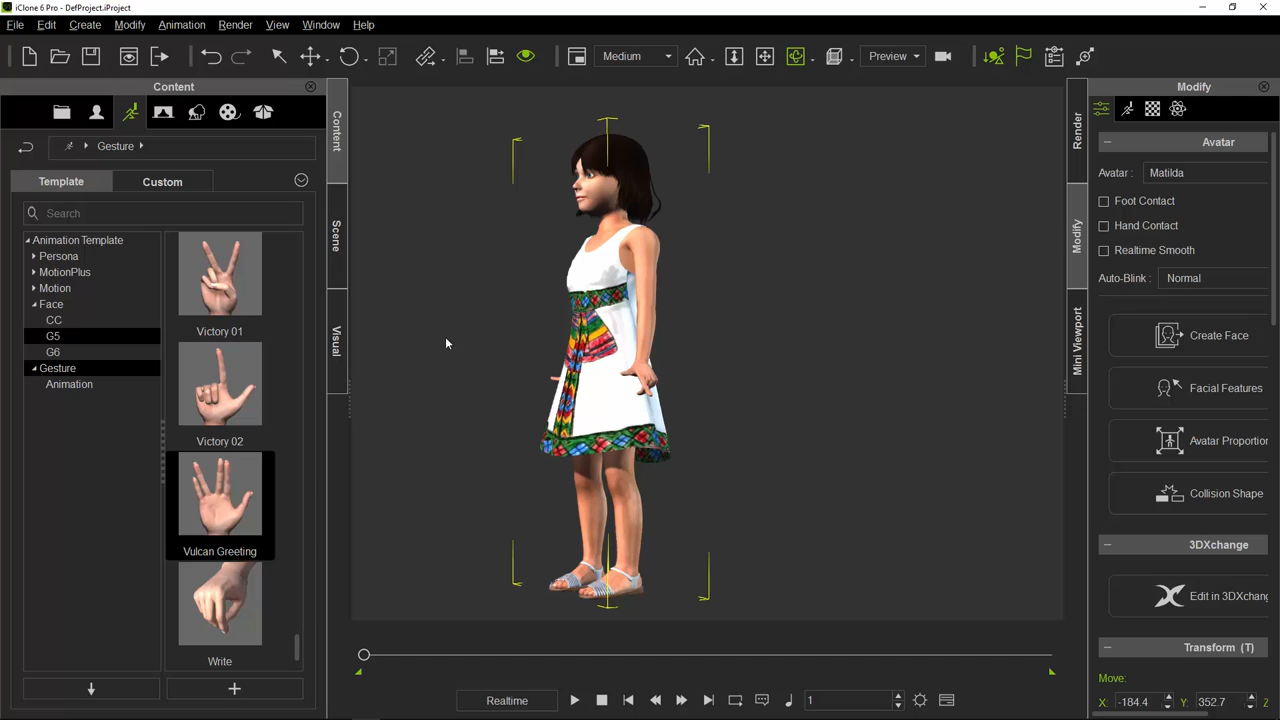 iClone 6 Pro - DefProject.iProject
File Edit Create Modify Animation Render View Window Help
Medium Preview
Content
Modify
Gesture
Template Custom
Search
Animation Template
Persona
MotionPlus
Motion
Face
CC
G5
G6
Gesture
Animation
Victory 01
Victory 02
Vulcan Greeting
Write
Content
Scene
Visual
Render
Modify
Mini Viewport
Avatar
Avatar : Matilda
Foot Contact
Hand Contact
Realtime Smooth
Auto-Blink : Normal
Create Face
Facial Features
Avatar Proportion
Collision Shape
3DXchange
Edit in 3DXchang
Transform (T)
Move:
X: -184.4 Y: 352.7 Z
Realtime 1